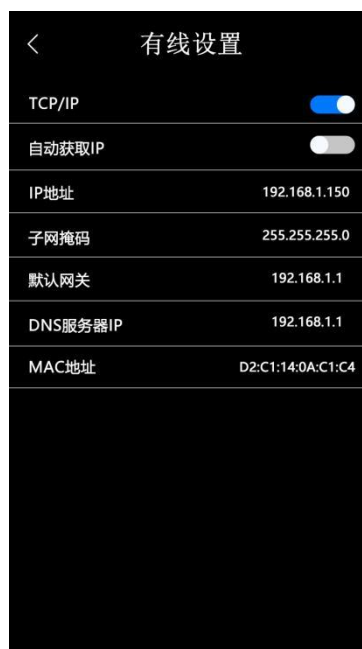 有线设置
TCP/IP
自动获取IP
IP地址 192.168.1.150
子网掩码 255.255.255.0
默认网关 192.168.1.1
DNS服务器IP 192.168.1.1
MAC地址 D2:C1:14:0A:C1:C4